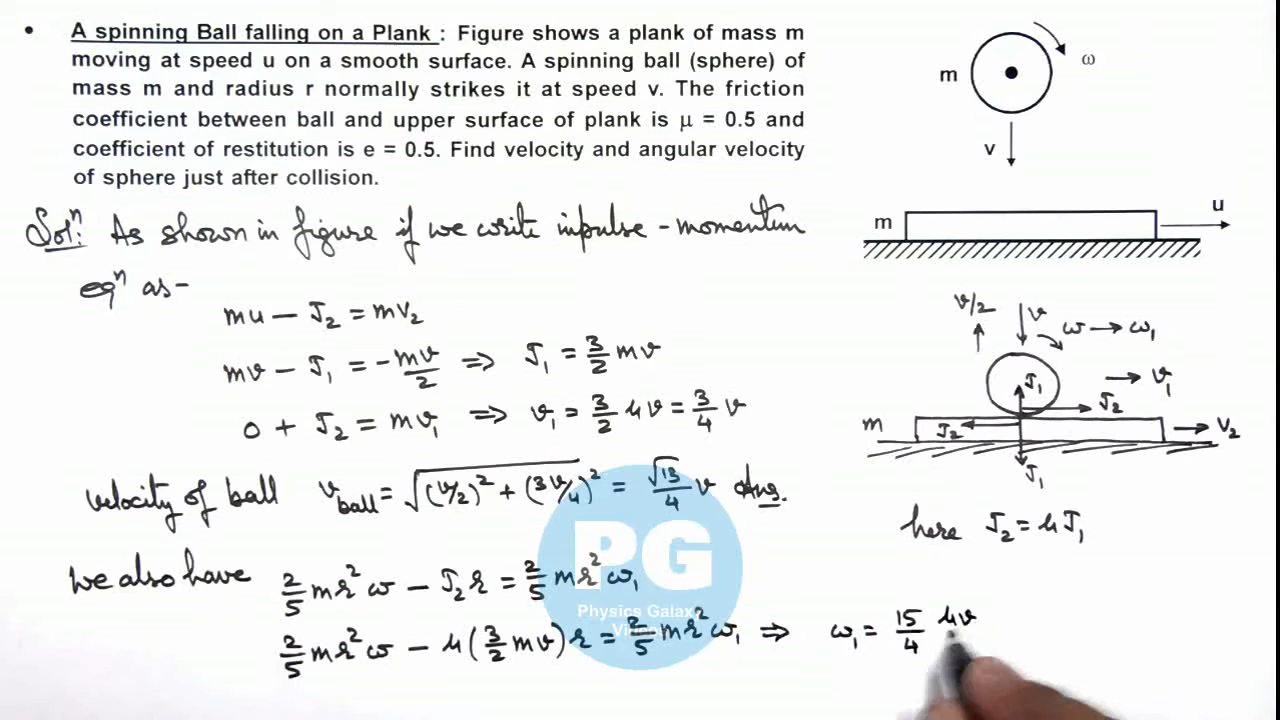 • A spinning Ball falling on a Plank : Figure shows a plank of mass m
moving at speed u on a smooth surface. A spinning ball (sphere) of
mass m and radius r normally strikes it at speed v. The friction
coefficient between ball and upper surface of plank is μ = 0.5 and
coefficient of restitution is e = 0.5. Find velocity and angular velocity
of sphere just after collision.
m
ω
v
m
u
Solⁿ: As shown in figure if we write impulse - momentum
eqⁿ as-
mu - J₂ = mv₂
mv - J₁ = -mv/2 ⇒ J₁ = 3/2 mv
0 + J₂ = mv₁ ⇒ v₁ = 3/2 μv = 3/4 v
velocity of ball v_ball = √((v/2)² + (3v/4)²) = √13/4 v Ans.
we also have 2/5 mr²ω - J₂r = 2/5 mr²ω₁
2/5 mr²ω - μ(3/2 mv)r = 2/5 mr²ω₁ ⇒ ω₁ = 15/4 μv
v/2
v
ω → ω₁
J₁
v₁
J₂
m
J₂
v₂
J₁
here J₂ = μJ₁
PG
Physics Galaxy